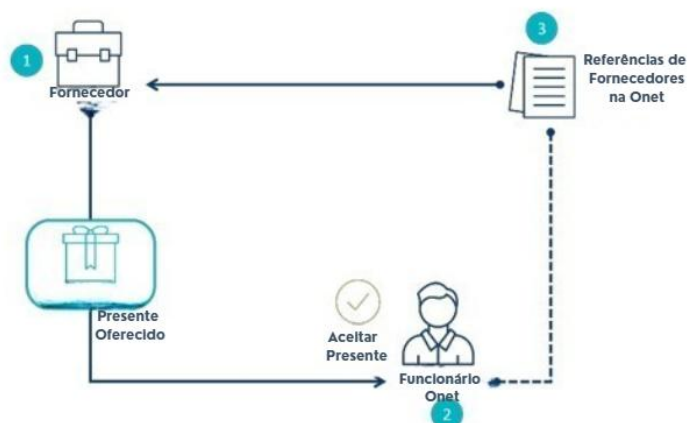 1
Fornecedor
3
Referências de
Fornecedores
na Onet
Presente
Oferecido
Aceitar
Presente
Funcionário
Onet
2